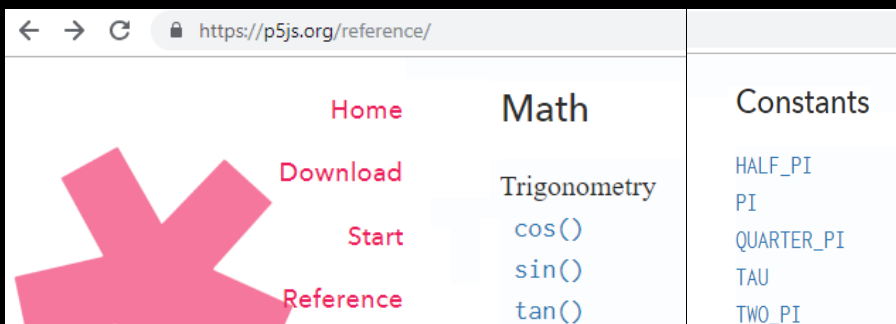 https://p5js.org/reference/
Home
Download
Start
Reference
Math
Trigonometry
cos()
sin()
tan()
Constants
HALF_PI
PI
QUARTER_PI
TAU
TWO_PI